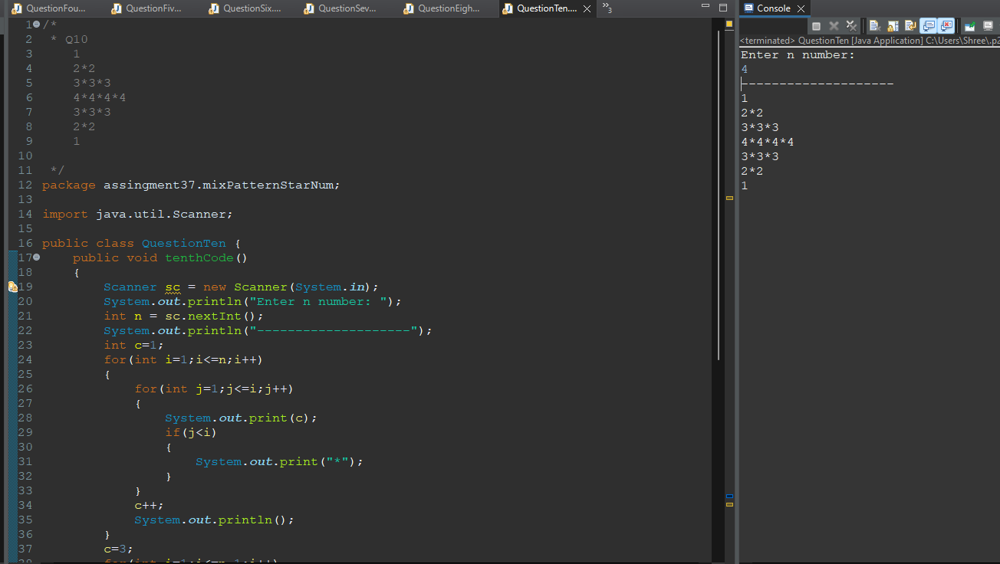 QuestionFou... QuestionFiv... QuestionSix.... QuestionSev... QuestionEigh... QuestionTen.... »3
1 /*
2 * Q10
3 1
4 2*2
5 3*3*3
6 4*4*4*4
7 3*3*3
8 2*2
9 1
10
11 */
12 package assingment37.mixPatternStarNum;
13
14 import java.util.Scanner;
15
16 public class QuestionTen {
17 public void tenthCode()
18 {
19 Scanner sc = new Scanner(System.in);
20 System.out.println("Enter n number: ");
21 int n = sc.nextInt();
22 System.out.println("--------------------");
23 int c=1;
24 for(int i=1;i<=n;i++)
25 {
26 for(int j=1;j<=i;j++)
27 {
28 System.out.print(c);
29 if(j<i)
30 {
31 System.out.print("*");
32 }
33 }
34 c++;
35 System.out.println();
36 }
37 c=3;
Console
<terminated> QuestionTen [Java Application] C:\Users\Shree\.p2
Enter n number:
4
--------------------
1
2*2
3*3*3
4*4*4*4
3*3*3
2*2
1